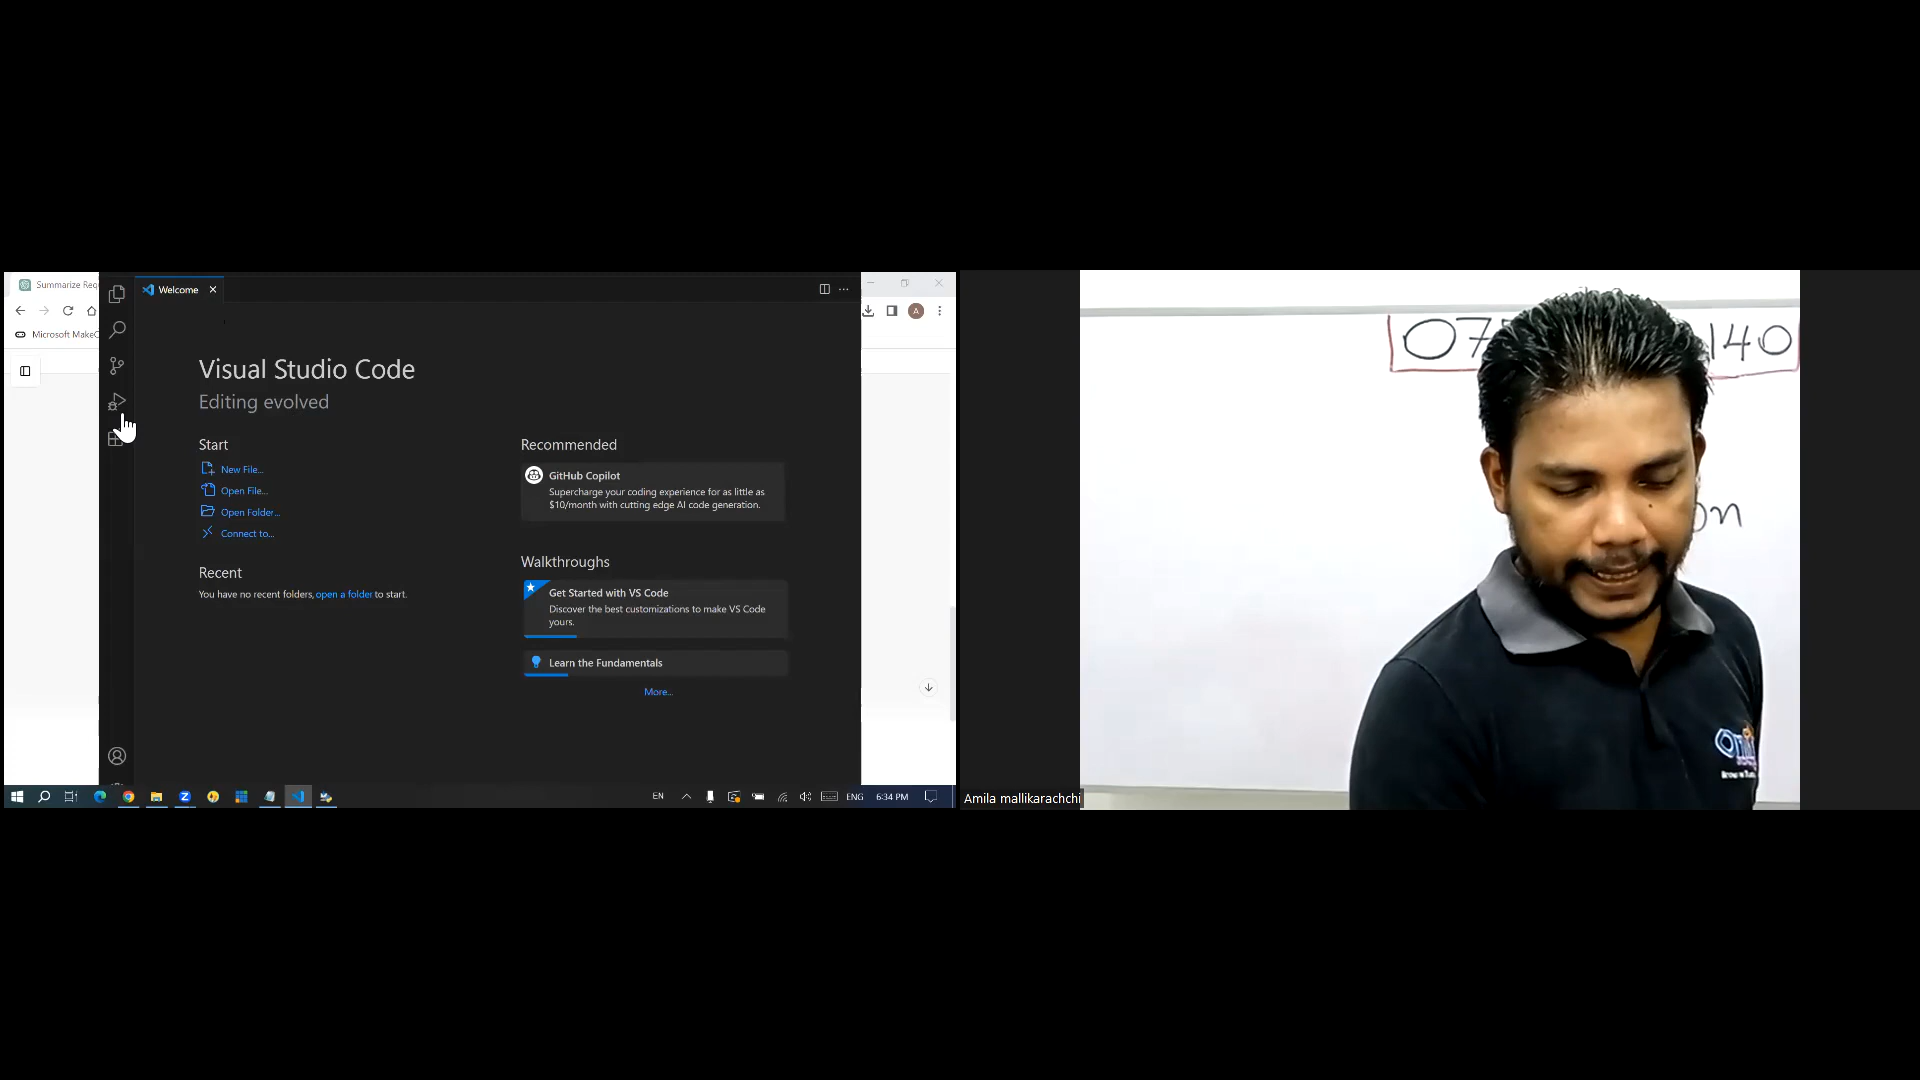 Summarize Req
Welcome
Microsoft MakeC
Visual Studio Code
Editing evolved
Start
New File...
Open File...
Open Folder...
Connect to...
Recent
You have no recent folders, open a folder to start.
Recommended
GitHub Copilot
Supercharge your coding experience for as little as
$10/month with cutting edge AI code generation.
Walkthroughs
Get Started with VS Code
Discover the best customizations to make VS Code
yours.
Learn the Fundamentals
More...
A
EN
ENG
6:34 PM
07
140
on
Amila mallikarachchi